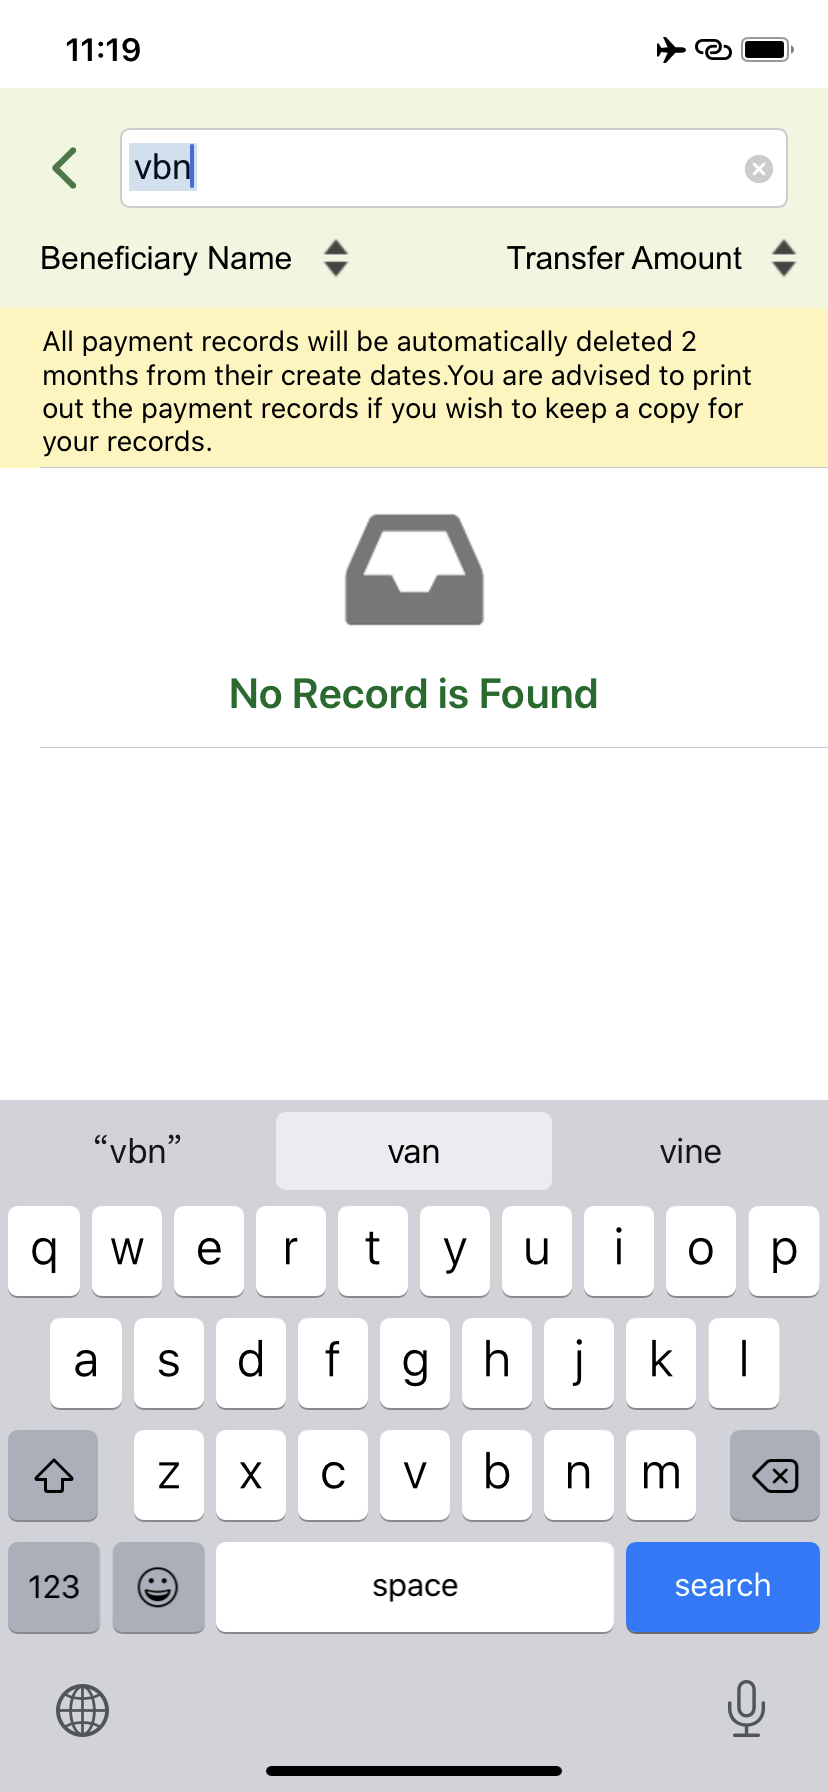 11:19
vbn
Beneficiary Name
Transfer Amount
All payment records will be automatically deleted 2
months from their create dates.You are advised to print
out the payment records if you wish to keep a copy for
your records.
No Record is Found
“vbn” van vine
q w e r t y u i o p
a s d f g h j k l
z x c v b n m
123 space search